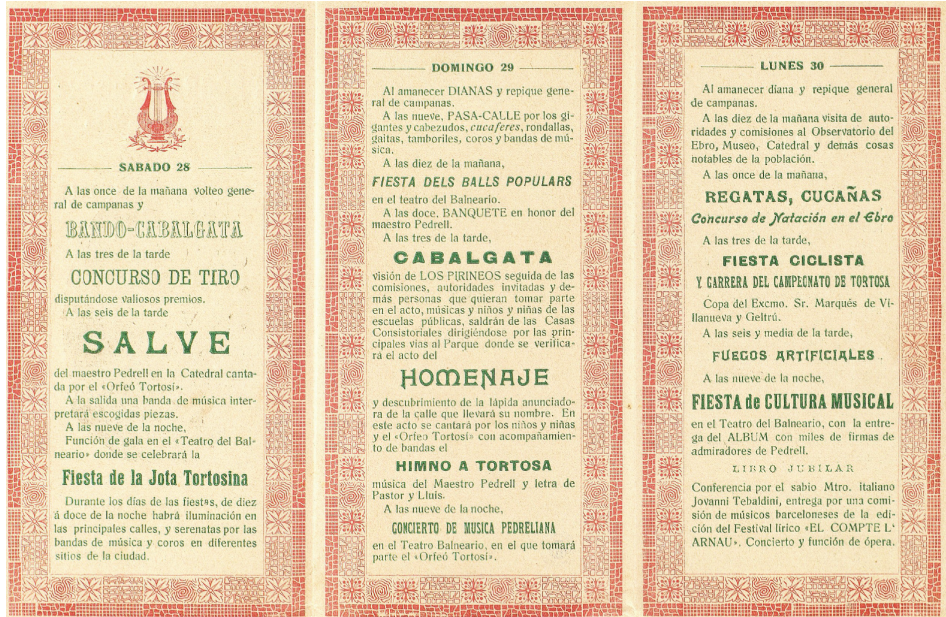 SABADO 28
A las once de la mañana volteo gene-
ral de campanas y
BANDO-CABALGATA
A las tres de la tarde
CONCURSO DE TIRO
disputándose valiosos premios.
A las seis de la tarde
SALVE
del maestro Pedrell en la Catedral canta-
da por el «Orfeó Tortosí».
A la salida una banda de música inter-
pretará escogidas piezas.
A las nueve de la noche,
Función de gala en el «Teatro del Bal-
neario» donde se celebrará la
Fiesta de la Jota Tortosina
Durante los días de las fiestas, de diez
á doce de la noche habrá iluminación en
las principales calles, y serenatas por las
bandas de música y coros en diferentes
sitios de la ciudad.
DOMINGO 29
Al amanecer DIANAS y repique gene-
ral de campanas.
A las nueve, PASA-CALLE por los gi-
gantes y cabezudos, cucaferes, rondallas,
gaitas, tamboriles, coros y bandas de mú-
sica.
A las diez de la mañana,
FIESTA DELS BALLS POPULARS
en el teatro del Balneario.
A las doce, BANQUETE en honor del
maestro Pedrell.
A las tres de la tarde,
CABALGATA
visión de LOS PIRINEOS seguida de las
comisiones, autoridades invitadas y de-
más personas que quieran tomar parte
en el acto, músicas y niños y niñas de las
escuelas públicas, saldrán de las Casas
Consistoriales dirigiéndose por las prin-
cipales vías al Parque donde se verifica-
rá el acto del
HOMENAJE
y descubrimiento de la lápida anunciado-
ra de la calle que llevará su nombre. En
este acto se cantará por los niños y niñas
y el «Orfeo Tortosí» con acompañamien-
to de bandas el
HIMNO A TORTOSA
música del Maestro Pedrell y letra de
Pastor y Lluis.
A las nueve de la noche,
CONCIERTO DE MUSICA PEDRELIANA
en el Teatro Balneario, en el que tomará
parte el «Orfeó Tortosí».
LUNES 30
Al amanecer diana y repique general
de campanas.
A las diez de la mañana visita de auto-
ridades y comisiones al Observatorio del
Ebro, Museo, Catedral y demás cosas
notables de la población.
A las once de la mañana,
REGATAS, CUCAÑAS
Concurso de Natación en el Ebro
A las tres de la tarde,
FIESTA CICLISTA
Y CARRERA DEL CAMPEONATO DE TORTOSA
Copa del Excmo. Sr. Marqués de Vi-
llanueva y Geltrú.
A las seis y media de la tarde,
FUEGOS ARTIFICIALES
A las nueve de la noche,
FIESTA de CULTURA MUSICAL
en el Teatro del Balneario, con la entre-
ga del ALBUM con miles de firmas de
admiradores de Pedrell.
LIBRO JUBILAR
Conferencia por el sabio Mtro. italiano
Jovanni Tebaldini, entrega por una comi-
sión de músicos barceloneses de la edi-
ción del Festival lírico «EL COMPTE L'
ARNAU». Concierto y función de ópera.